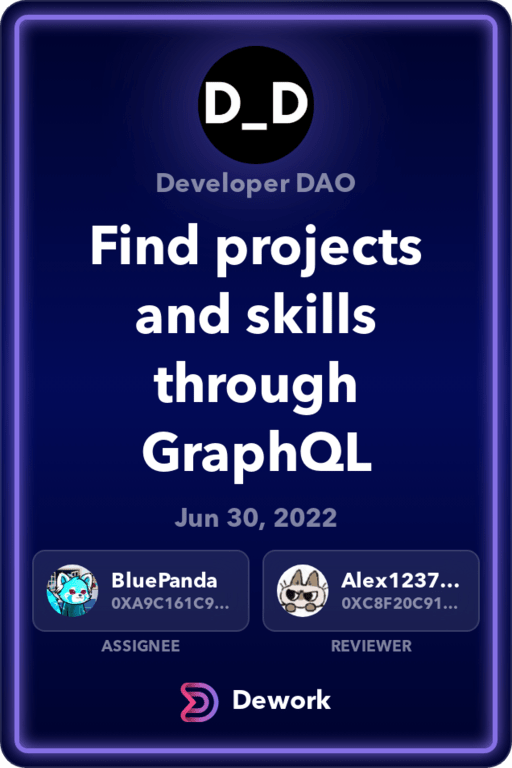 D_D
Developer DAO
Find projects
and skills
through
GraphQL
Jun 30, 2022
BluePanda
0XA9C161C9...
ASSIGNEE
Alex1237...
0XC8F20C91...
REVIEWER
Dework